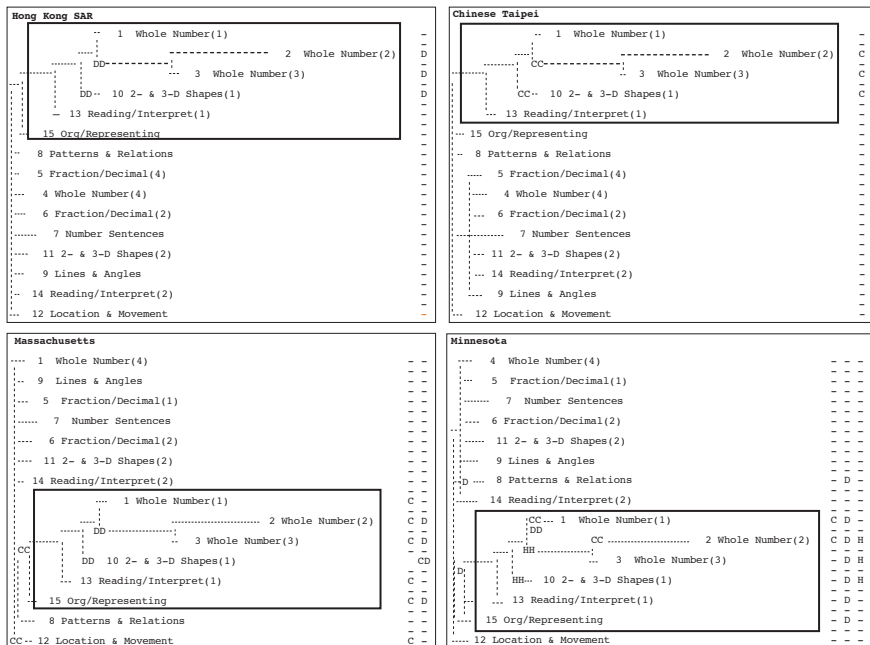 Hong Kong SAR
1 Whole Number(1) -
2 Whole Number(2) D
DD
3 Whole Number(3) D
DD 10 2- & 3-D Shapes(1) D
13 Reading/Interpret(1) -
15 Org/Representing -
8 Patterns & Relations -
5 Fraction/Decimal(4) -
4 Whole Number(4) -
6 Fraction/Decimal(2) -
7 Number Sentences -
11 2- & 3-D Shapes(2) -
9 Lines & Angles -
14 Reading/Interpret(2) -
12 Location & Movement -
Chinese Taipei
1 Whole Number(1) -
2 Whole Number(2) C
CC
3 Whole Number(3) C
CC 10 2- & 3-D Shapes(1) C
13 Reading/Interpret(1) -
15 Org/Representing -
8 Patterns & Relations -
5 Fraction/Decimal(4) -
4 Whole Number(4) -
6 Fraction/Decimal(2) -
7 Number Sentences -
11 2- & 3-D Shapes(2) -
14 Reading/Interpret(2) -
9 Lines & Angles -
12 Location & Movement -
Massachusetts
1 Whole Number(4) - -
9 Lines & Angles - -
5 Fraction/Decimal(1) - -
7 Number Sentences - -
6 Fraction/Decimal(2) - -
11 2- & 3-D Shapes(2) - -
14 Reading/Interpret(2) - -
1 Whole Number(1) C -
2 Whole Number(2) C D
DD
3 Whole Number(3) C D
CC
DD 10 2- & 3-D Shapes(1) CD
13 Reading/Interpret(1) C -
15 Org/Representing C D
8 Patterns & Relations - -
CC 12 Location & Movement C -
Minnesota
4 Whole Number(4) - - -
5 Fraction/Decimal(1) - - -
7 Number Sentences - - -
6 Fraction/Decimal(2) - - -
11 2- & 3-D Shapes(2) - - -
9 Lines & Angles - - -
D 8 Patterns & Relations - D -
14 Reading/Interpret(2) - - -
CC 1 Whole Number(1) C D -
DD
CC 2 Whole Number(2) C D H
HH
3 Whole Number(3) - D H
D
HH 10 2- & 3-D Shapes(1) - D H
D
13 Reading/Interpret(1) - D -
15 Org/Representing - D -
12 Location & Movement - - -